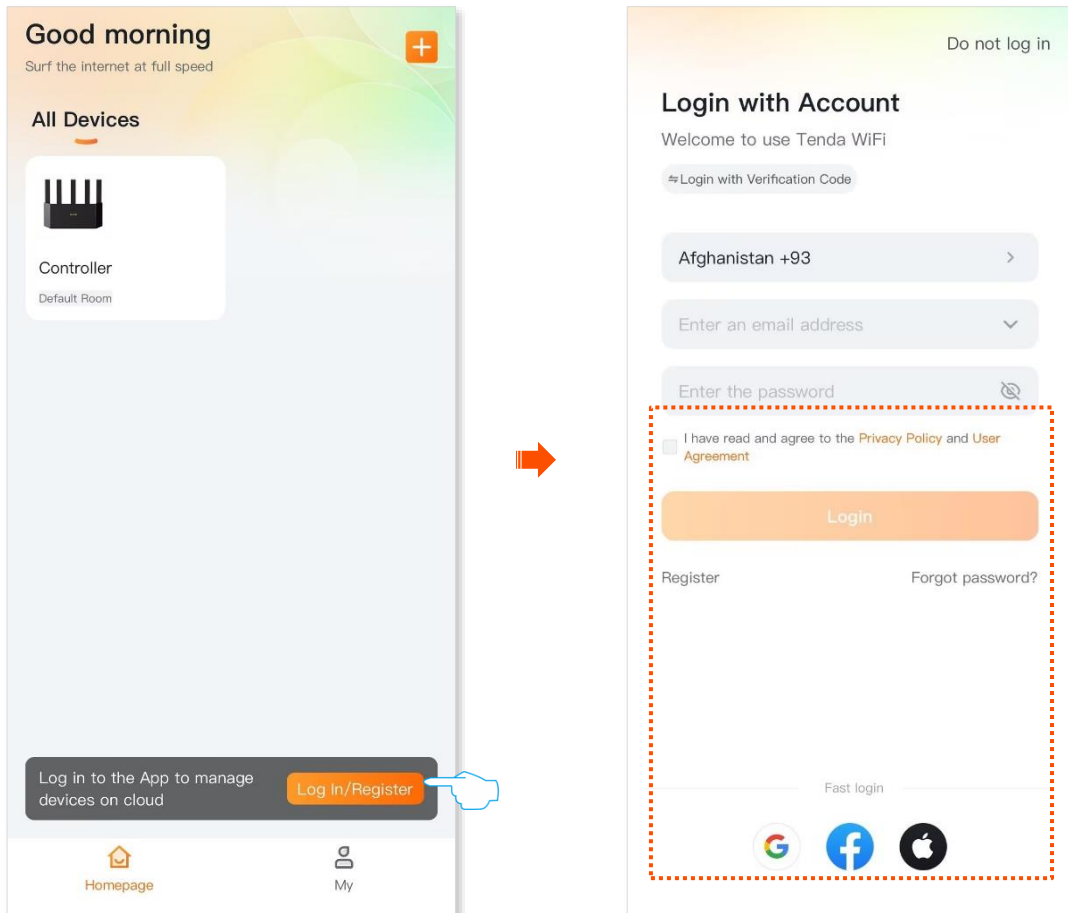 Good morning
Surf the internet at full speed
All Devices
Controller
Default Room
Log in to the App to manage
devices on cloud
Log In/Register
Homepage
My
Do not log in
Login with Account
Welcome to use Tenda WiFi
⇋Login with Verification Code
Afghanistan +93
Enter an email address
Enter the password
I have read and agree to the Privacy Policy and User
Agreement
Login
Register
Forgot password?
Fast login